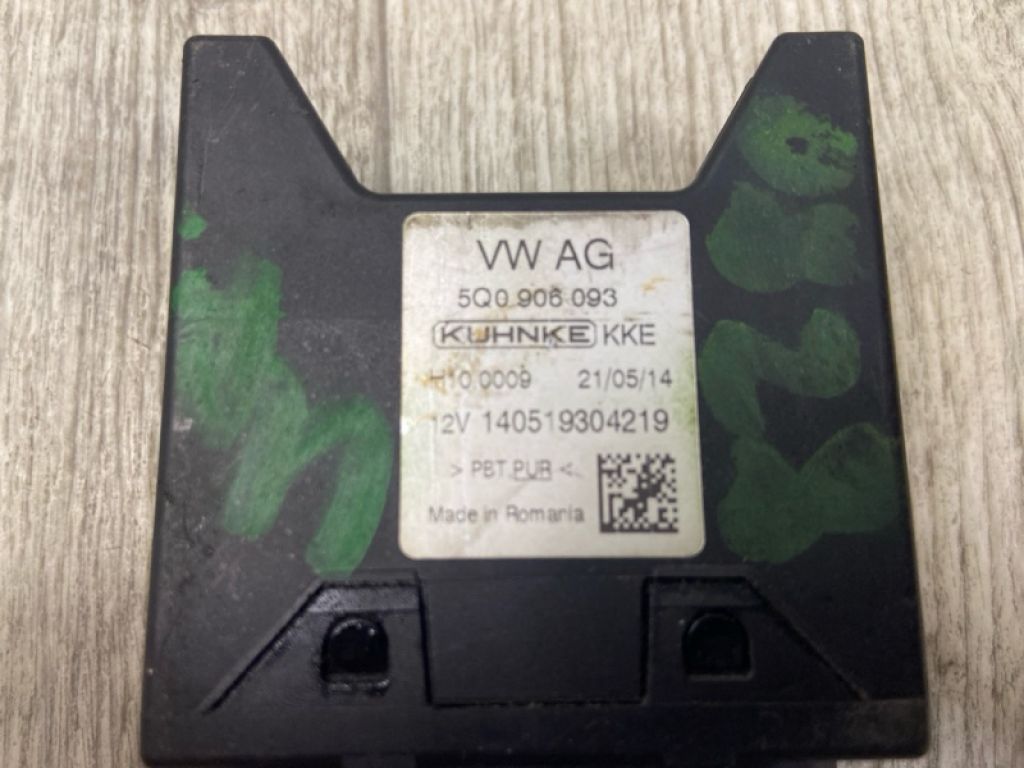 VW AG
5Q0 906 093
KUHNKE KKE
H10 0009 21/05/14
12V 140519304219
> PBT PUR <
Made in Romania